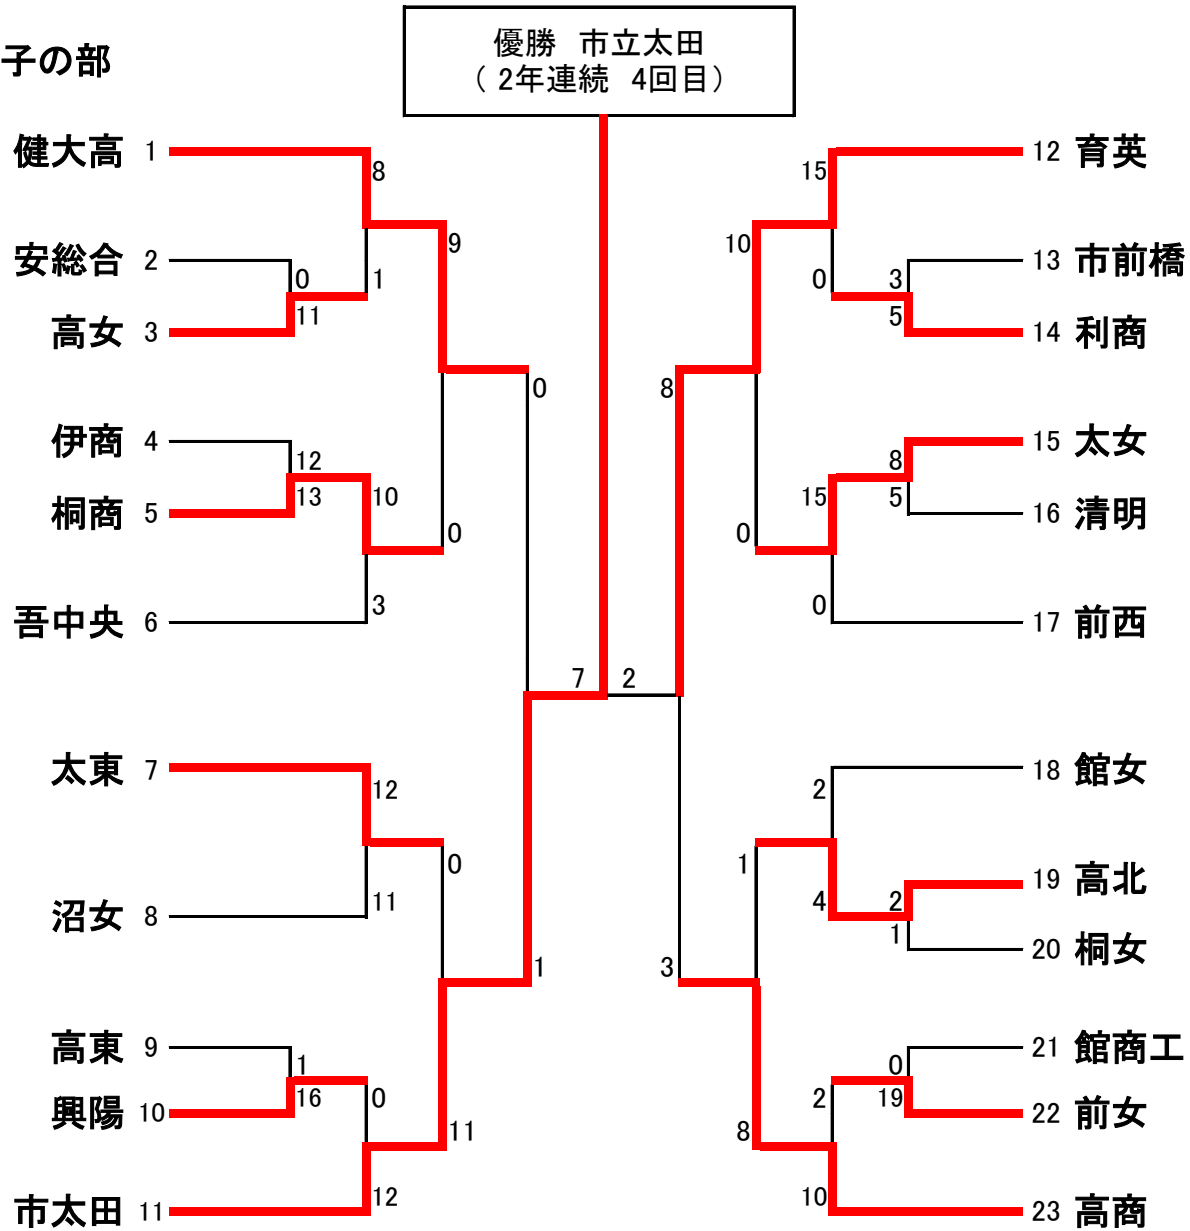 優勝 市立太田
（ 2年連続 4回目）
子の部
健大高 1
安総合 2
高女 3
伊商 4
桐商 5
吾中央 6
太東 7
沼女 8
高東 9
興陽 10
市太田 11
12 育英
13 市前橋
14 利商
15 太女
16 清明
17 前西
18 館女
19 高北
20 桐女
21 館商工
22 前女
23 高商
8
9
0
1
11
0
12
13
10
0
3
7
2
12
0
11
1
1
16
0
11
12
15
10
0
3
5
8
8
15
5
0
0
2
1
4
2
1
3
0
2
19
8
10